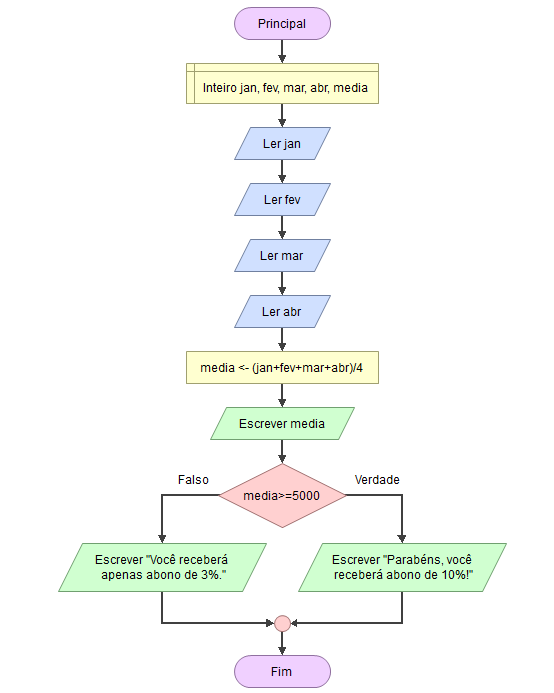 Principal
Inteiro jan, fev, mar, abr, media
Ler jan
Ler fev
Ler mar
Ler abr
media <- (jan+fev+mar+abr)/4
Escrever media
media>=5000
Falso
Verdade
Escrever "Você receberá
apenas abono de 3%."
Escrever "Parabéns, você
receberá abono de 10%!"
Fim